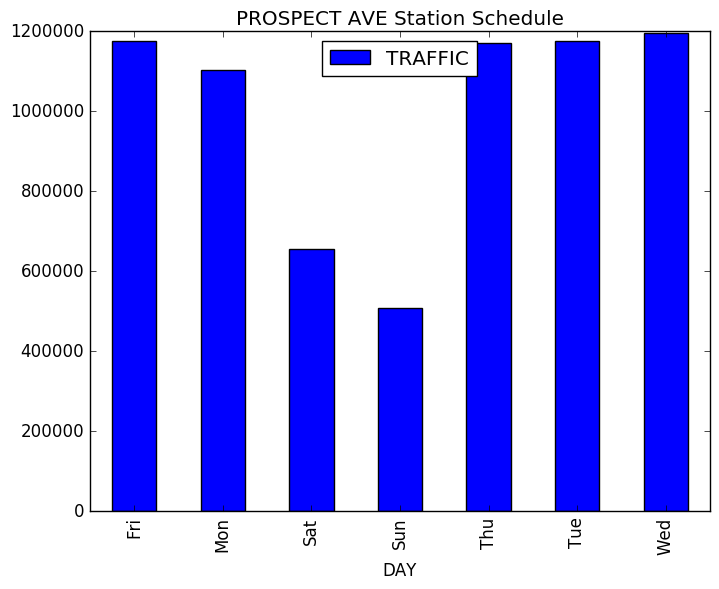 PROSPECT AVE Station Schedule
TRAFFIC
1200000
1000000
800000
600000
400000
200000
0
Fri
Mon
Sat
Sun
Thu
Tue
Wed
DAY